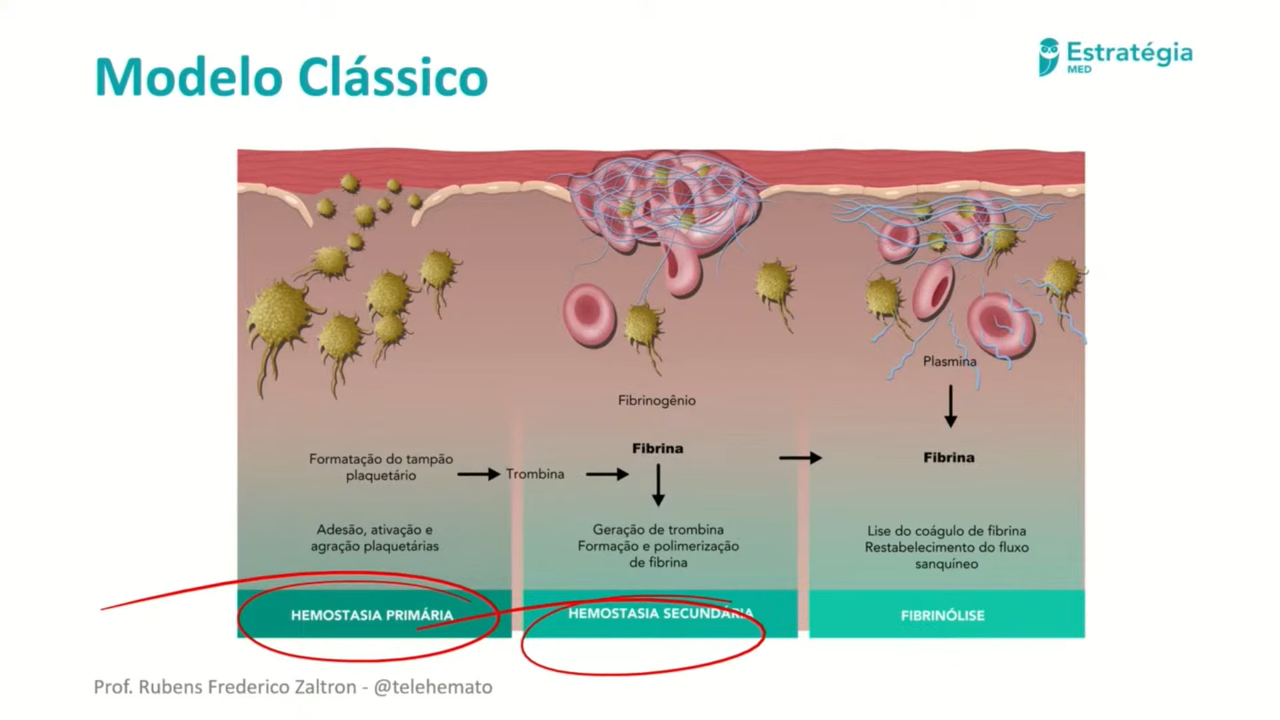 Modelo Clássico
Estratégia
MED
Formatação do tampão
plaquetário
Adesão, ativação e
agração plaquetárias
HEMOSTASIA PRIMÁRIA
Trombina
Fibrinogênio
Fibrina
Geração de trombina
Formação e polimerização
de fibrina
HEMOSTASIA SECUNDÁRIA
Plasmina
Fibrina
Lise do coágulo de fibrina
Restabelecimento do fluxo
sanquíneo
FIBRINÓLISE
Prof. Rubens Frederico Zaltron - @telehemato